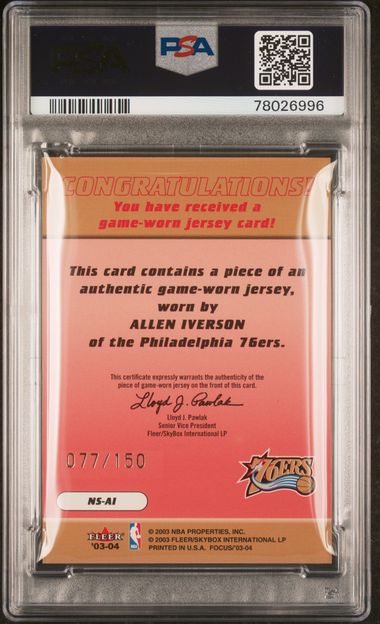 PSA
PSA
78026996
CONGRATULATIONS!
You have received a
game-worn jersey card!
This card contains a piece of an
authentic game-worn jersey,
worn by
ALLEN IVERSON
of the Philadelphia 76ers.
This certificate expressly warrants the authenticity of the
piece of game-worn jersey on the front of this card.
Lloyd J. Pawlak
Lloyd J. Pawlak
Senior Vice President
Fleer/SkyBox International LP
077/150
76ERS
NS-AI
FLEER
'03-04
NBA
© 2003 NBA PROPERTIES, INC.
© 2003 FLEER/SKYBOX INTERNATIONAL LP
PRINTED IN U.S.A. FOCUS/'03-04